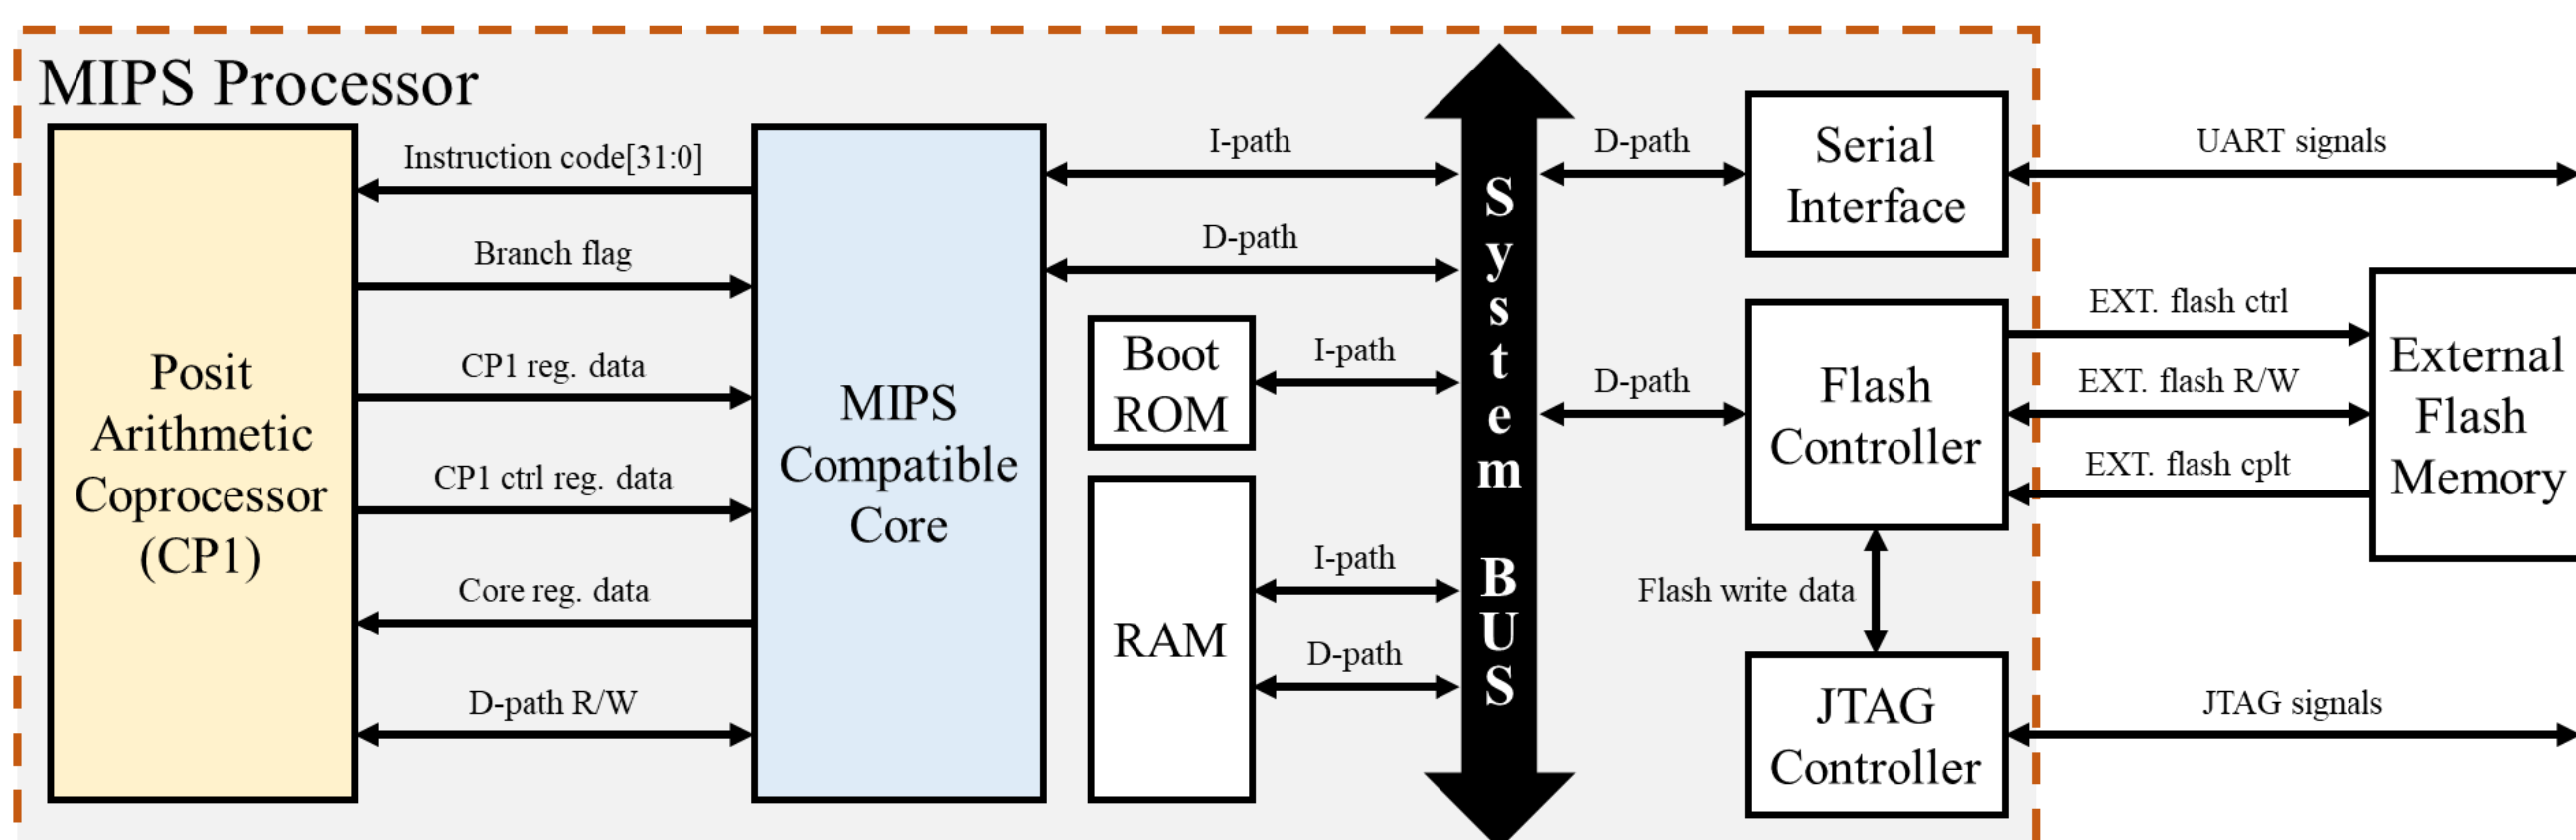 MIPS Processor
Posit
Arithmetic
Coprocessor
(CP1)
Instruction code[31:0]
Branch flag
CP1 reg. data
CP1 ctrl reg. data
Core reg. data
D-path R/W
MIPS
Compatible
Core
I-path
D-path
Boot
ROM
I-path
RAM
I-path
D-path
System BUS
D-path
Serial
Interface
UART signals
D-path
Flash
Controller
EXT. flash ctrl
EXT. flash R/W
EXT. flash cplt
External
Flash
Memory
Flash write data
JTAG
Controller
JTAG signals